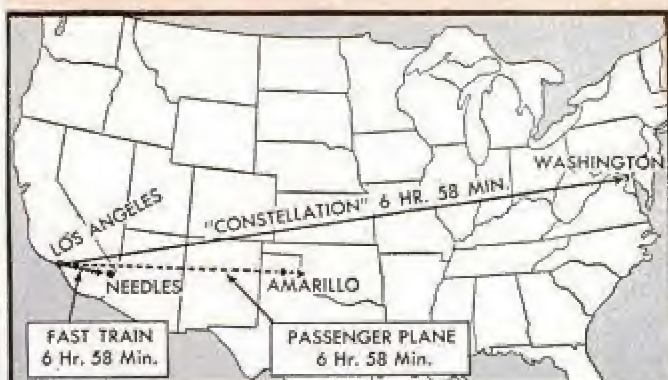 WASHINGTON
"CONSTELLATION" 6 HR. 58 MIN.
LOS ANGELES
NEEDLES
AMARILLO
FAST TRAIN
6 Hr. 58 Min.
PASSENGER PLANE
6 Hr. 58 Min.